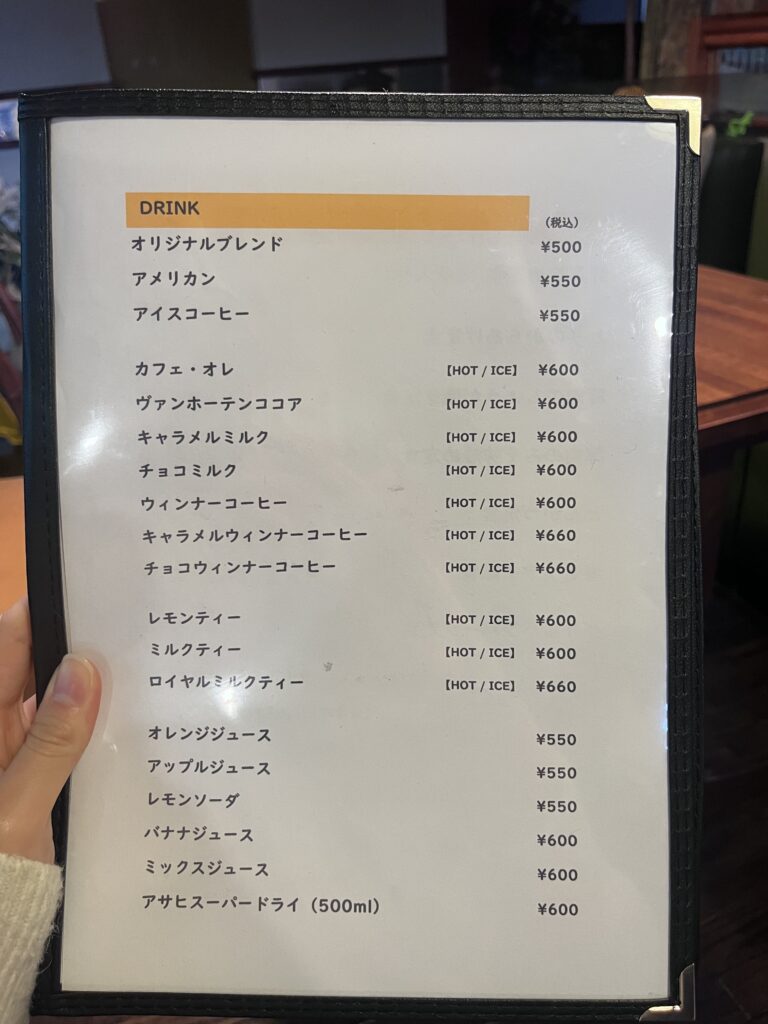 DRINK
(税込)
オリジナルブレンド ¥500
アメリカン ¥550
アイスコーヒー ¥550
カフェ・オレ 【HOT / ICE】 ¥600
ヴァンホーテンココア 【HOT / ICE】 ¥600
キャラメルミルク 【HOT / ICE】 ¥600
チョコミルク 【HOT / ICE】 ¥600
ウィンナーコーヒー 【HOT / ICE】 ¥600
キャラメルウィンナーコーヒー 【HOT / ICE】 ¥660
チョコウィンナーコーヒー 【HOT / ICE】 ¥660
レモンティー 【HOT / ICE】 ¥600
ミルクティー 【HOT / ICE】 ¥600
ロイヤルミルクティー 【HOT / ICE】 ¥660
オレンジジュース ¥550
アップルジュース ¥550
レモンソーダ ¥550
バナナジュース ¥600
ミックスジュース ¥600
アサヒスーパードライ（500ml） ¥600